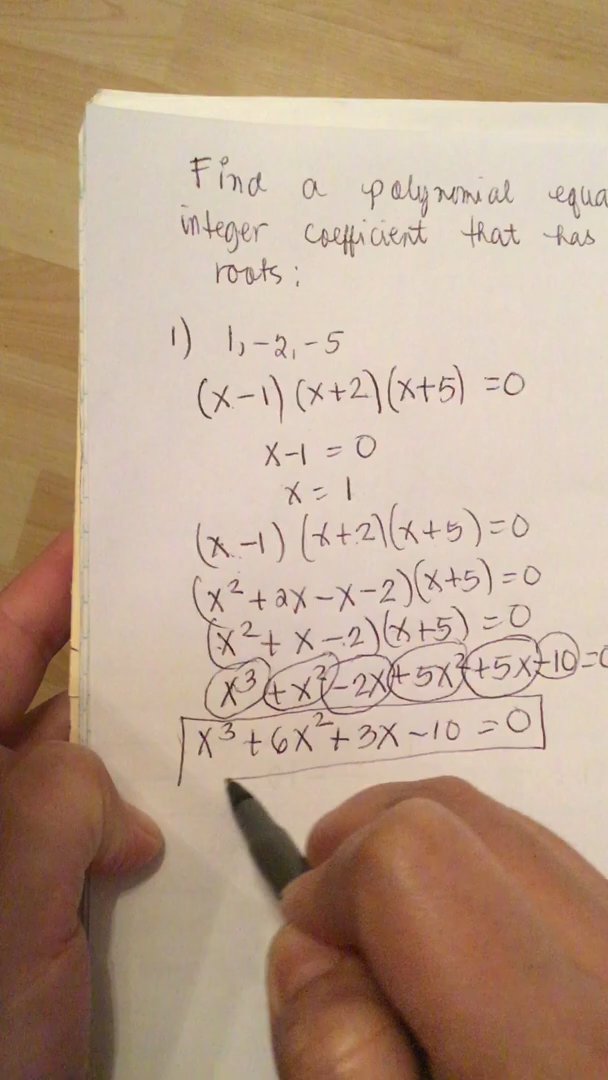 Find a polynomial equa
integer coefficient that has
roots:
1) 1, -2, -5
(x-1)(x+2)(x+5) = 0
x-1 = 0
x = 1
(x-1)(x+2)(x+5) = 0
(x² + 2x - x - 2)(x+5) = 0
(x² + x - 2)(x+5) = 0
x³ + x² - 2x + 5x² + 5x - 10 = 0
x³ + 6x² + 3x - 10 = 0